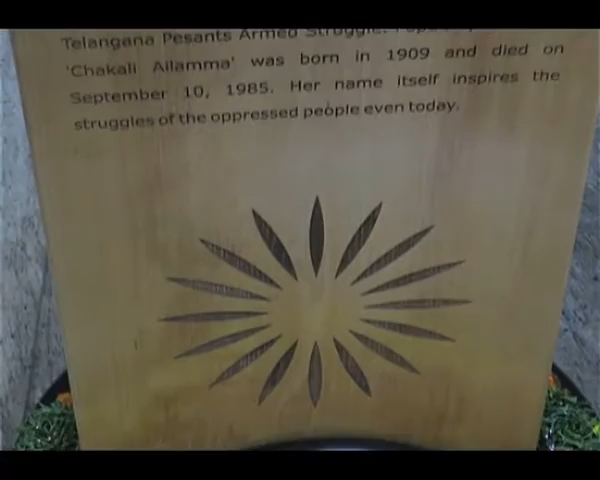 Telangana Pesants Armed Struggle.
'Chakali Ailamma' was born in 1909 and died on
September 10, 1985. Her name itself inspires the
struggles of the oppressed people even today.